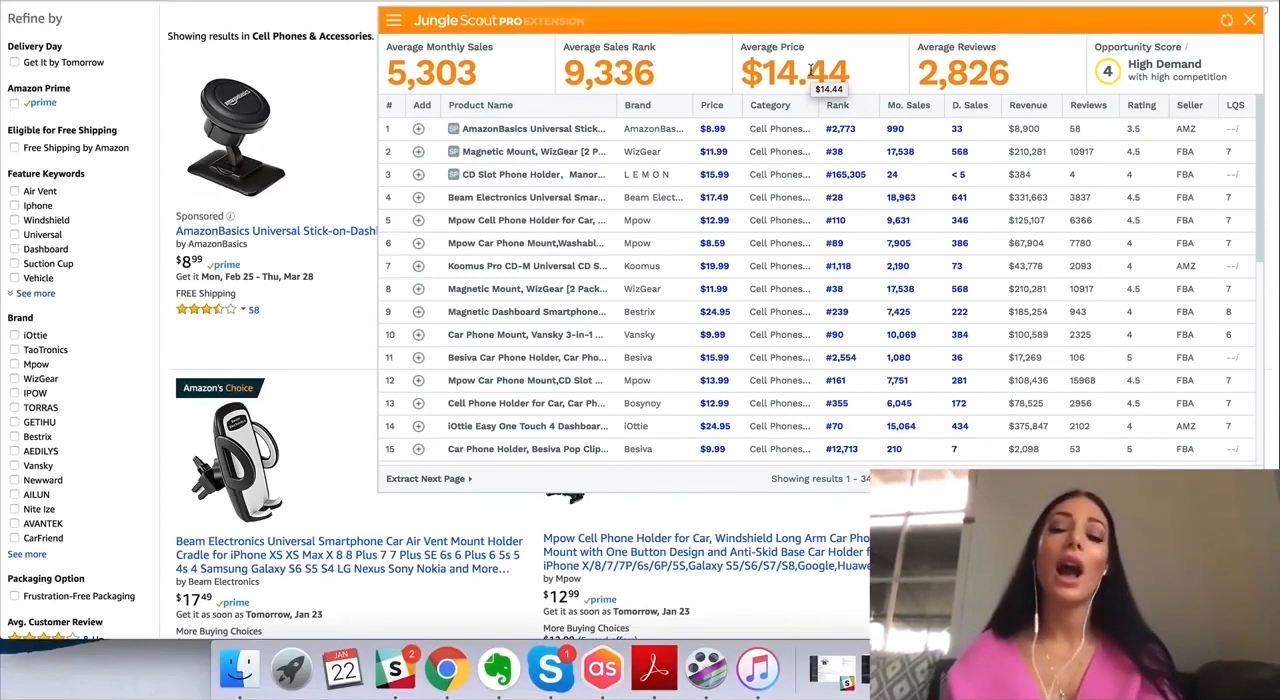 Refine by
Delivery Day
Get It by Tomorrow
Amazon Prime
prime
Eligible for Free Shipping
Free Shipping by Amazon
Feature Keywords
Air Vent
Iphone
Windshield
Universal
Dashboard
Suction Cup
Vehicle
See more
Brand
iOttie
TaoTronics
Mpow
WizGear
IPOW
TORRAS
GETIHU
Bestrix
AEDILYS
Vansky
Newward
AILUN
Nite Ize
AVANTEK
CarFriend
See more
Packaging Option
Frustration-Free Packaging
Avg. Customer Review
Showing results in Cell Phones & Accessories.
amazonbasics
Sponsored
AmazonBasics Universal Stick-on-Dash
by AmazonBasics
$8 99 prime
Get it Mon, Feb 25 - Thu, Mar 28
FREE Shipping
58
Amazon's Choice
Beam Electronics Universal Smartphone Car Air Vent Mount Holder
Cradle for iPhone XS XS Max X 8 8 Plus 7 7 Plus SE 6s 6 Plus 6 5s 5
4s 4 Samsung Galaxy S6 S5 S4 LG Nexus Sony Nokia and More...
by Beam Electronics
$17 49 prime
Get it as soon as Tomorrow, Jan 23
More Buying Choices
Mpow Cell Phone Holder for Car, Windshield Long Arm Car Pho
Mount with One Button Design and Anti-Skid Base Car Holder f
iPhone X/8/7/7P/6s/6P/5S,Galaxy S5/S6/S7/S8,Google,Huawe
by Mpow
$12 99 prime
Get it as soon as Tomorrow, Jan 23
More Buying Choices
Jungle Scout PRO EXTENSION
Average Monthly Sales Average Sales Rank Average Price Average Reviews Opportunity Score i
5,303 9,336 $14.44 2,826 4 High Demand
with high competition
$14.44
# Add Product Name Brand Price Category Rank Mo. Sales D. Sales Revenue Reviews Rating Seller LQS
1 SP AmazonBasics Universal Stick... AmazonBas... $8.99 Cell Phones... #2,773 990 33 $8,900 58 3.5 AMZ --i
2 SP Magnetic Mount, WizGear [2 P... WizGear $11.99 Cell Phones... #38 17,538 568 $210,281 10917 4.5 FBA 7
3 SP CD Slot Phone Holder, Manor... L E M O N $15.99 Cell Phones... #165,305 24 < 5 $384 4 4 FBA --i
4 Beam Electronics Universal Smar... Beam Elect... $17.49 Cell Phones... #28 18,963 641 $331,663 3837 4.5 FBA 7
5 Mpow Cell Phone Holder for Car, ... Mpow $12.99 Cell Phones... #110 9,631 346 $125,107 6366 4.5 FBA 7
6 Mpow Car Phone Mount,Washabl... Mpow $8.59 Cell Phones... #89 7,905 386 $67,904 7780 4 FBA 7
7 Koomus Pro CD-M Universal CD S... Koomus $19.99 Cell Phones... #1,118 2,190 73 $43,778 2093 4 AMZ --i
8 Magnetic Mount, WizGear [2 Pack... WizGear $11.99 Cell Phones... #38 17,538 568 $210,281 10917 4.5 FBA 7
9 Magnetic Dashboard Smartphone... Bestrix $24.95 Cell Phones... #239 7,425 222 $185,254 943 4 FBA 8
10 Car Phone Mount, Vansky 3-in-1 ... Vansky $9.99 Cell Phones... #90 10,069 384 $100,589 2325 4 FBA 6
11 Besiva Car Phone Holder, Car Pho... Besiva $15.99 Cell Phones... #2,554 1,080 36 $17,269 106 5 FBA --i
12 Mpow Car Phone Mount,CD Slot ... Mpow $13.99 Cell Phones... #161 7,751 281 $108,436 15968 4.5 FBA 7
13 Cell Phone Holder for Car, Car Ph... Bosynoy $12.99 Cell Phones... #355 6,045 172 $78,525 2956 4.5 FBA 7
14 iOttie Easy One Touch 4 Dashboar... iOttie $24.95 Cell Phones... #70 15,064 434 $375,847 2102 4 AMZ 7
15 Car Phone Holder, Besiva Pop Clip... Besiva $9.99 Cell Phones... #12,713 210 7 $2,098 53 5 FBA --i
Extract Next Page Showing results 1 - 34
JAN
22
2
1
as